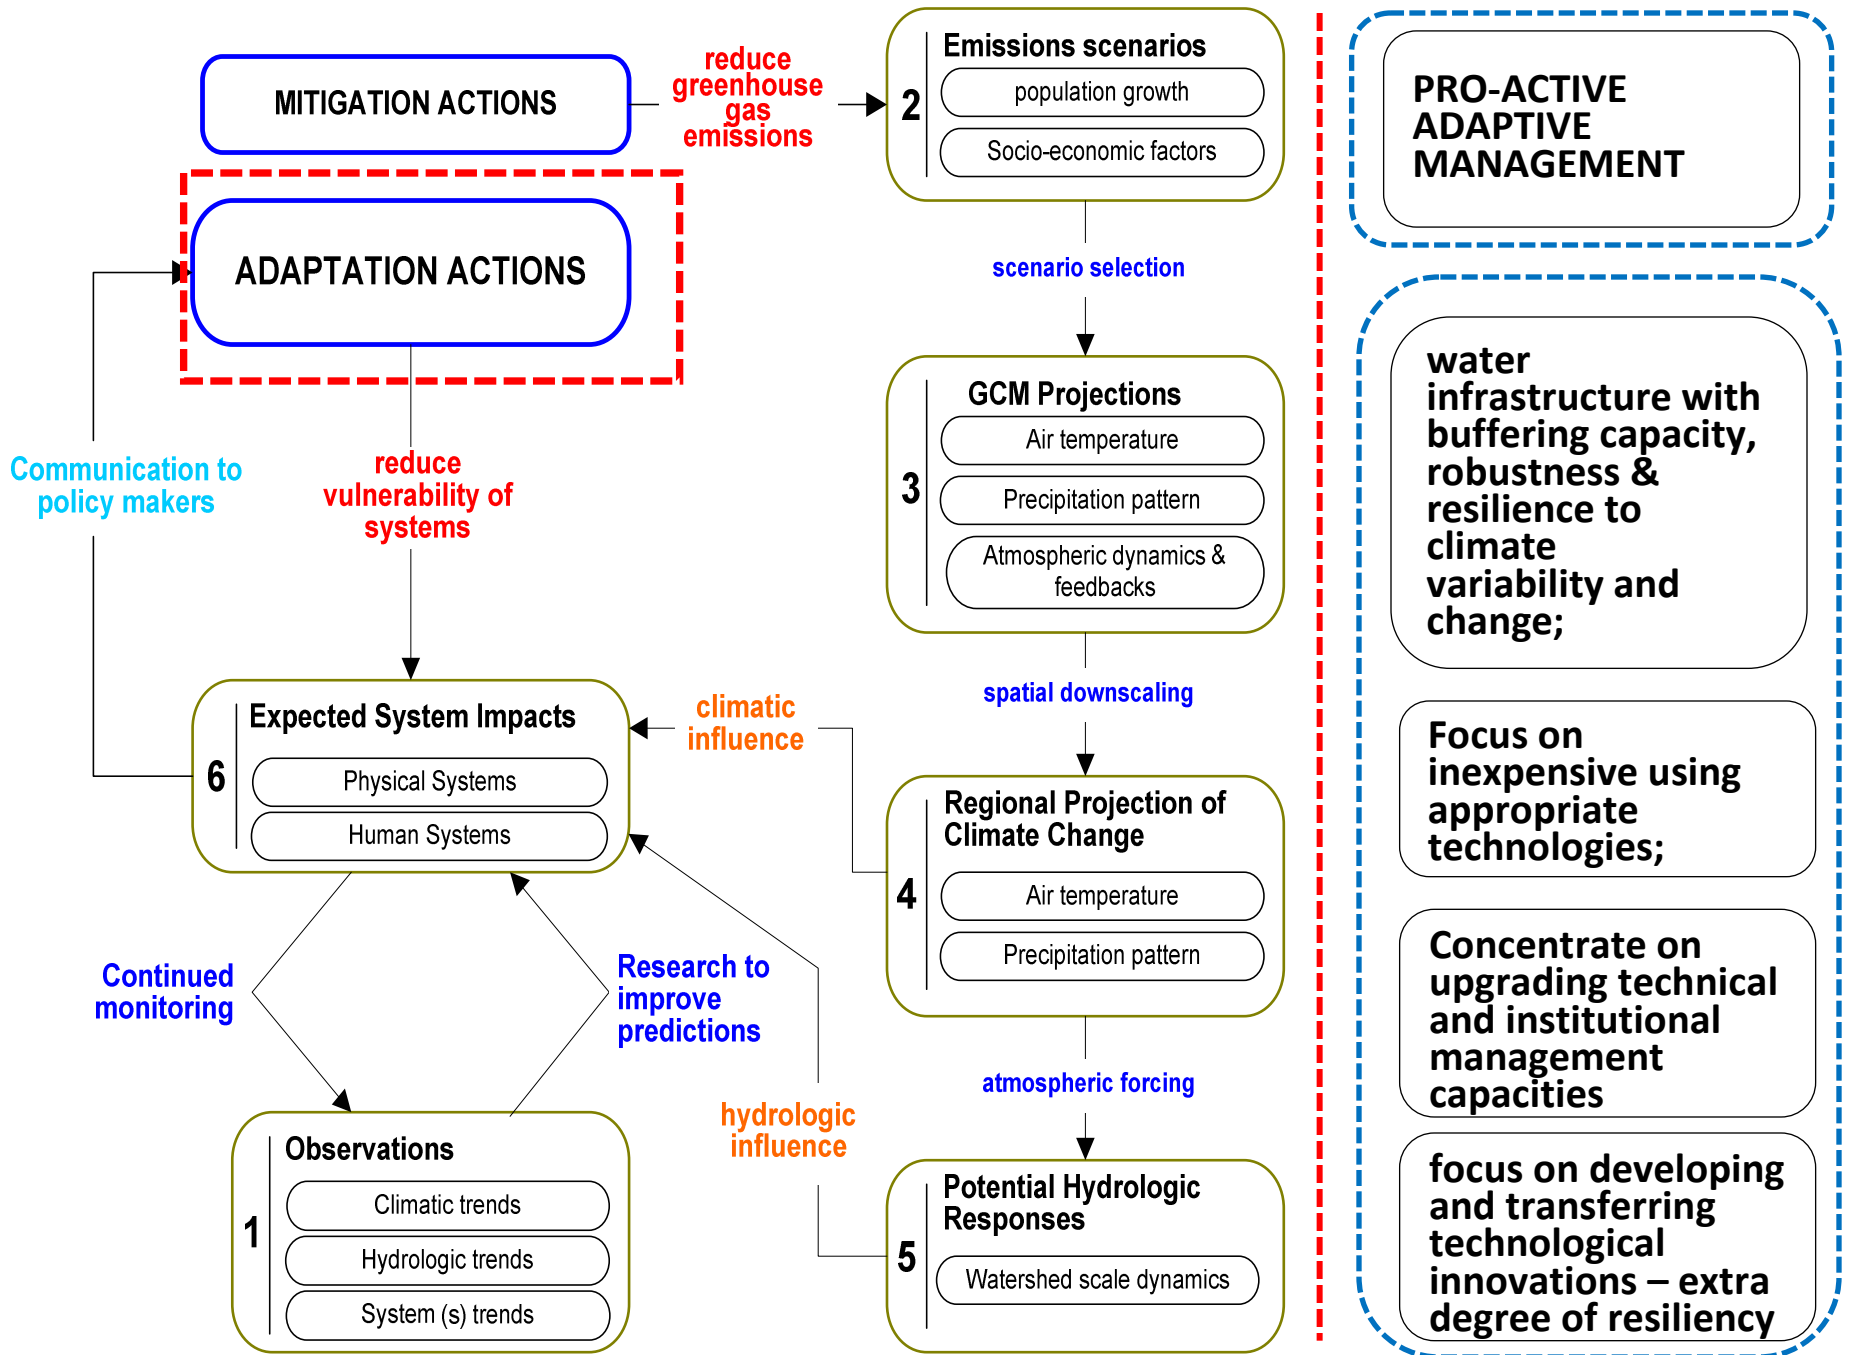 MITIGATION ACTIONS
reduce
greenhouse
gas
emissions
2
Emissions scenarios
population growth
Socio-economic factors
ADAPTATION ACTIONS
scenario selection
Communication to
policy makers
reduce
vulnerability of
systems
3
GCM Projections
Air temperature
Precipitation pattern
Atmospheric dynamics &
feedbacks
spatial downscaling
6
Expected System Impacts
Physical Systems
Human Systems
climatic
influence
4
Regional Projection of
Climate Change
Air temperature
Precipitation pattern
Continued
monitoring
Research to
improve
predictions
hydrologic
influence
atmospheric forcing
1
Observations
Climatic trends
Hydrologic trends
System (s) trends
5
Potential Hydrologic
Responses
Watershed scale dynamics
PRO-ACTIVE
ADAPTIVE
MANAGEMENT
water
infrastructure with
buffering capacity,
robustness &
resilience to
climate
variability and
change;
Focus on
inexpensive using
appropriate
technologies;
Concentrate on
upgrading technical
and institutional
management
capacities
focus on developing
and transferring
technological
innovations – extra
degree of resiliency